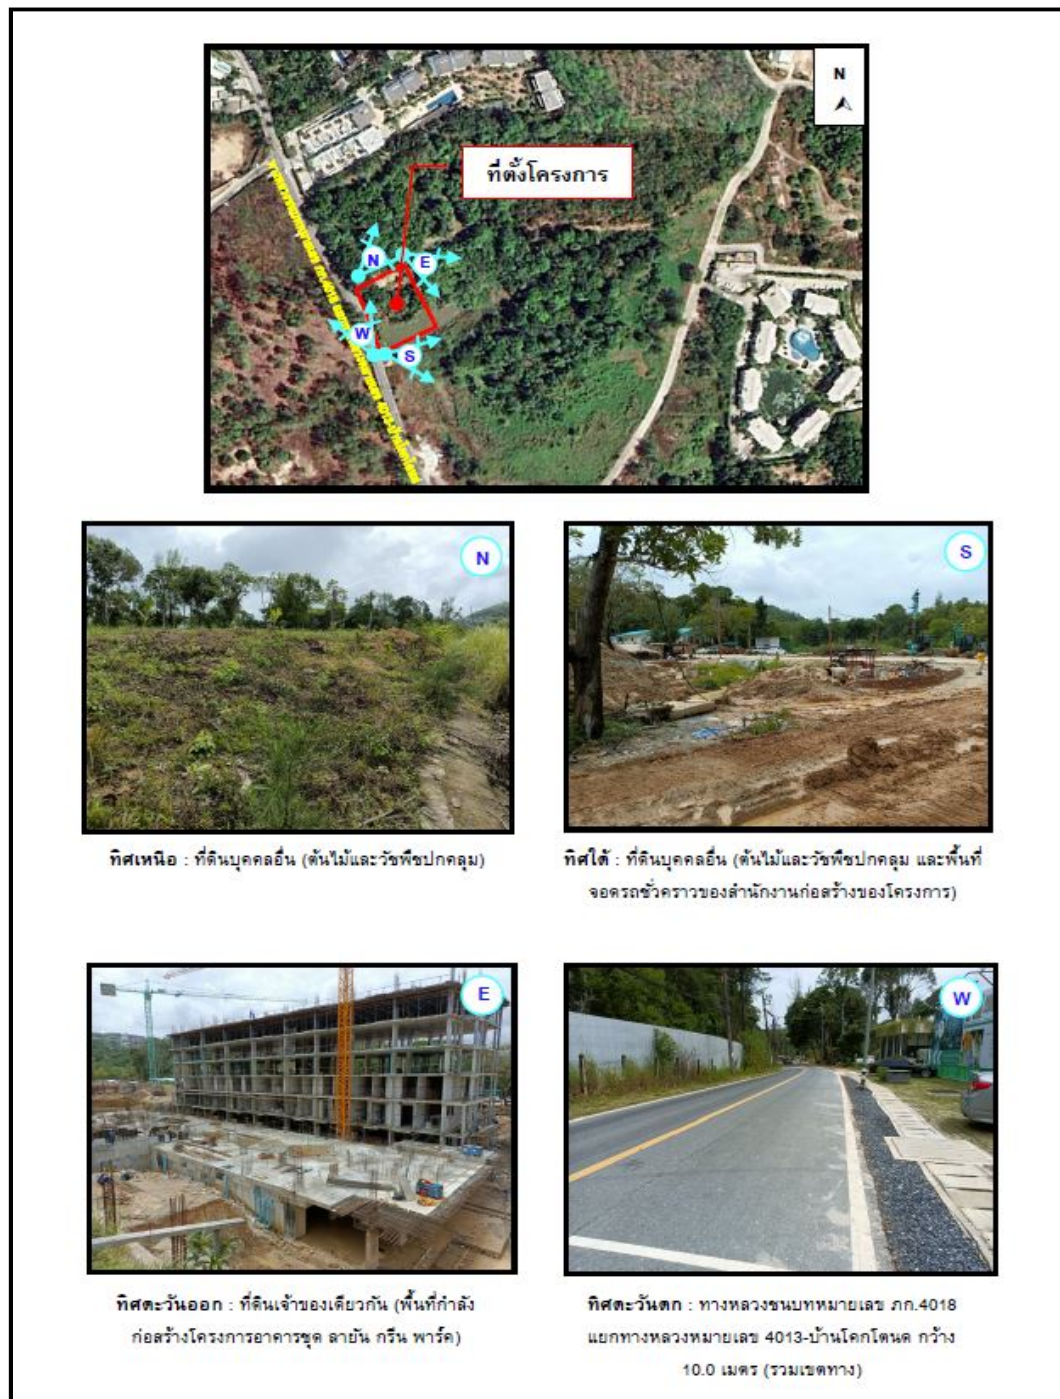 N
ที่ตั้งโครงการ
N
E
W
S
N
S
ทิศเหนือ : ที่ดินบุคคลอื่น (ต้นไม้และวัชพืชปกคลุม)
ทิศใต้ : ที่ดินบุคคลอื่น (ต้นไม้และวัชพืชปกคลุม และพื้นที่
จอดรถชั่วคราวของสำนักงานก่อสร้างของโครงการ)
E
W
ทิศตะวันออก : ที่ดินเจ้าของเดียวกัน (พื้นที่กำลัง
ก่อสร้างโครงการอาคารชุด ลายัน กรีน พาร์ค)
ทิศตะวันตก : ทางหลวงชนบทหมายเลข ภก.4018
แยกทางหลวงหมายเลข 4013-บ้านโคกโตนด กว้าง
10.0 เมตร (รวมเขตทาง)